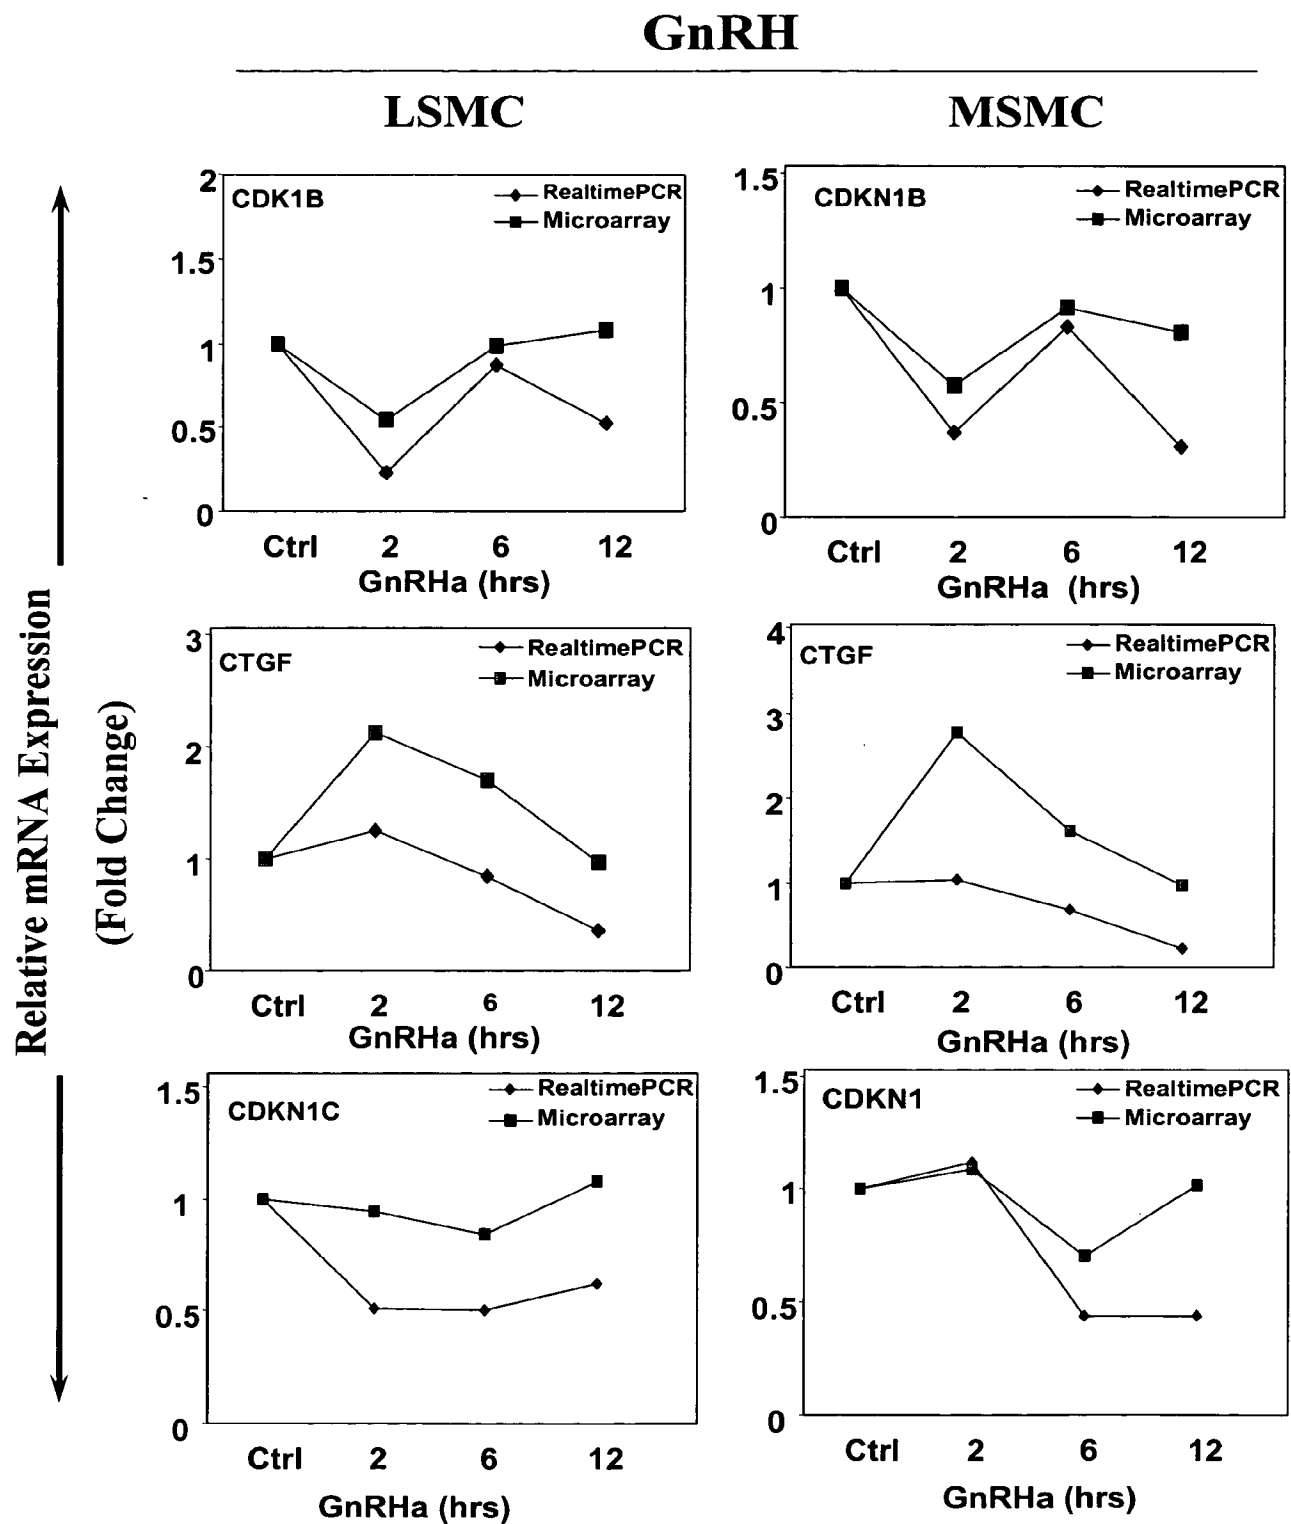 GnRH
LSMC
MSMC
Relative mRNA Expression
(Fold Change)
CDK1B
RealtimePCR
Microarray
2
1.5
1
0.5
0
Ctrl 2 6 12
GnRHa (hrs)
CDKN1B
RealtimePCR
Microarray
1.5
1
0.5
0
Ctrl 2 6 12
GnRHa (hrs)
CTGF
RealtimePCR
Microarray
3
2
1
0
Ctrl 2 6 12
GnRHa (hrs)
CTGF
RealtimePCR
Microarray
4
3
2
1
0
Ctrl 2 6 12
GnRHa (hrs)
CDKN1C
RealtimePCR
Microarray
1.5
1
0.5
0
Ctrl 2 6 12
GnRHa (hrs)
CDKN1
RealtimePCR
Microarray
1.5
1
0.5
0
Ctrl 2 6 12
GnRHa (hrs)